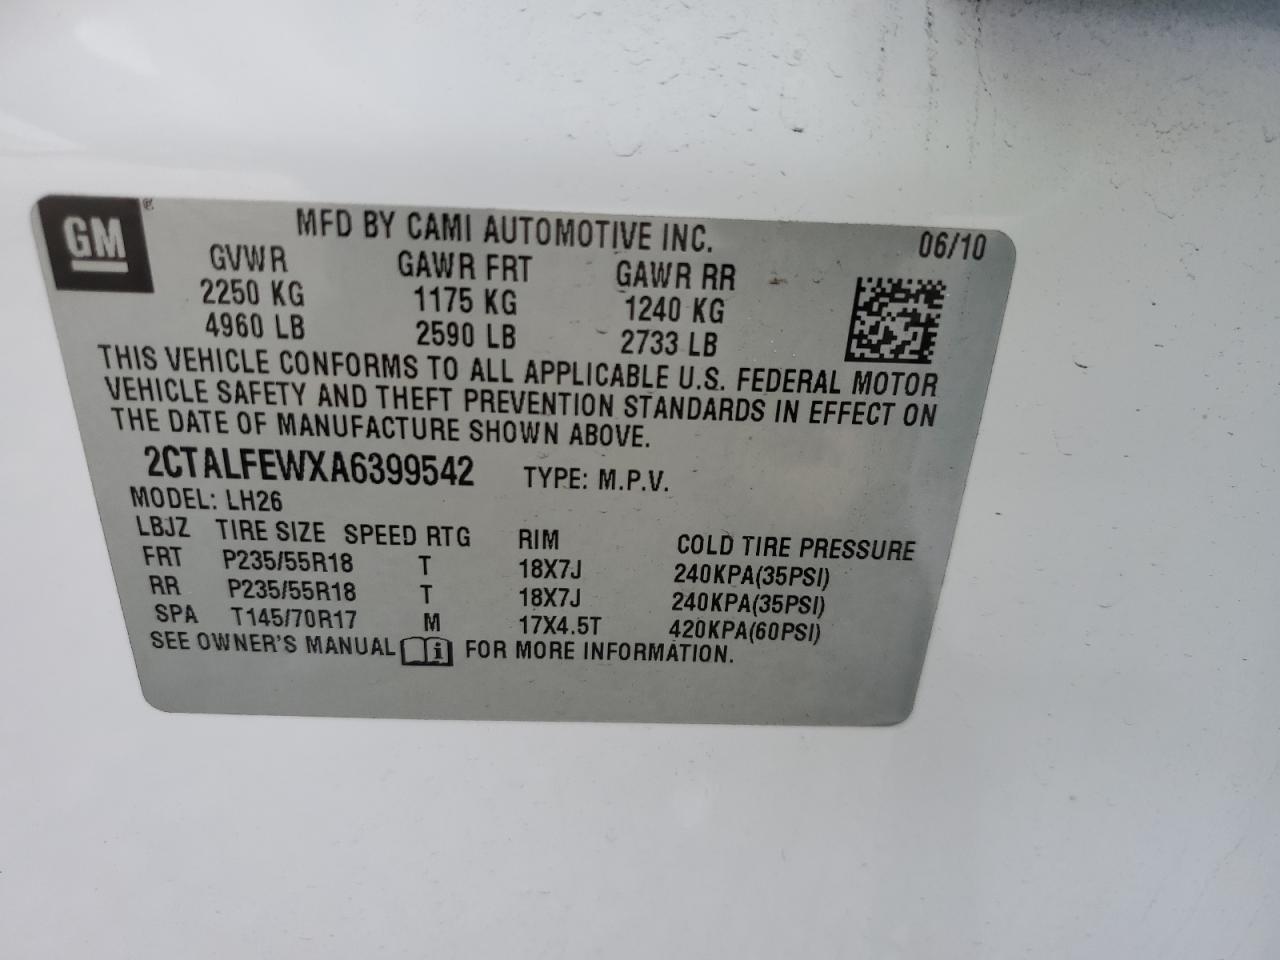 GM
MFD BY CAMI AUTOMOTIVE INC. 06/10
GVWR GAWR FRT GAWR RR
2250 KG 1175 KG 1240 KG
4960 LB 2590 LB 2733 LB
THIS VEHICLE CONFORMS TO ALL APPLICABLE U.S. FEDERAL MOTOR
VEHICLE SAFETY AND THEFT PREVENTION STANDARDS IN EFFECT ON
THE DATE OF MANUFACTURE SHOWN ABOVE.
2CTALFEWXA6399542 TYPE: M.P.V.
MODEL: LH26
LBJZ TIRE SIZE SPEED RTG RIM COLD TIRE PRESSURE
FRT P235/55R18 T 18X7J 240KPA(35PSI)
RR P235/55R18 T 18X7J 240KPA(35PSI)
SPA T145/70R17 M 17X4.5T 420KPA(60PSI)
SEE OWNER'S MANUAL i FOR MORE INFORMATION.